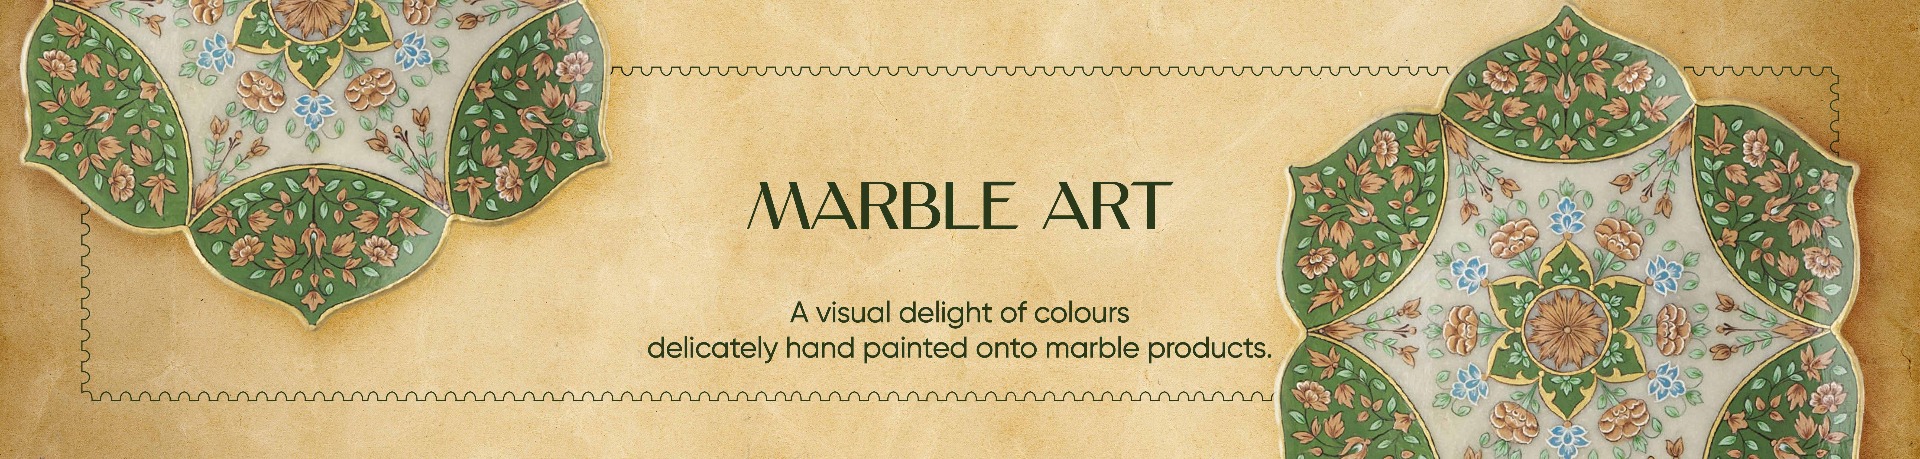 MARBLE ART
A visual delight of colours
delicately hand painted onto marble products.